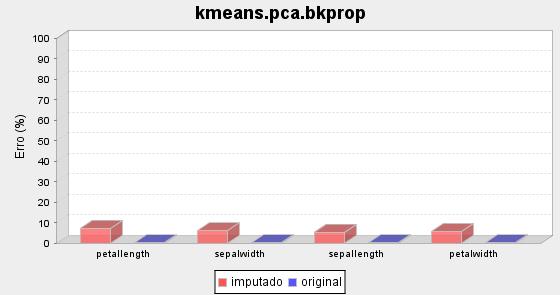 kmeans.pca.bkprop
Erro (%)
100
90
80
70
60
50
40
30
20
10
0
petallength sepalwidth sepallength petalwidth
imputado original